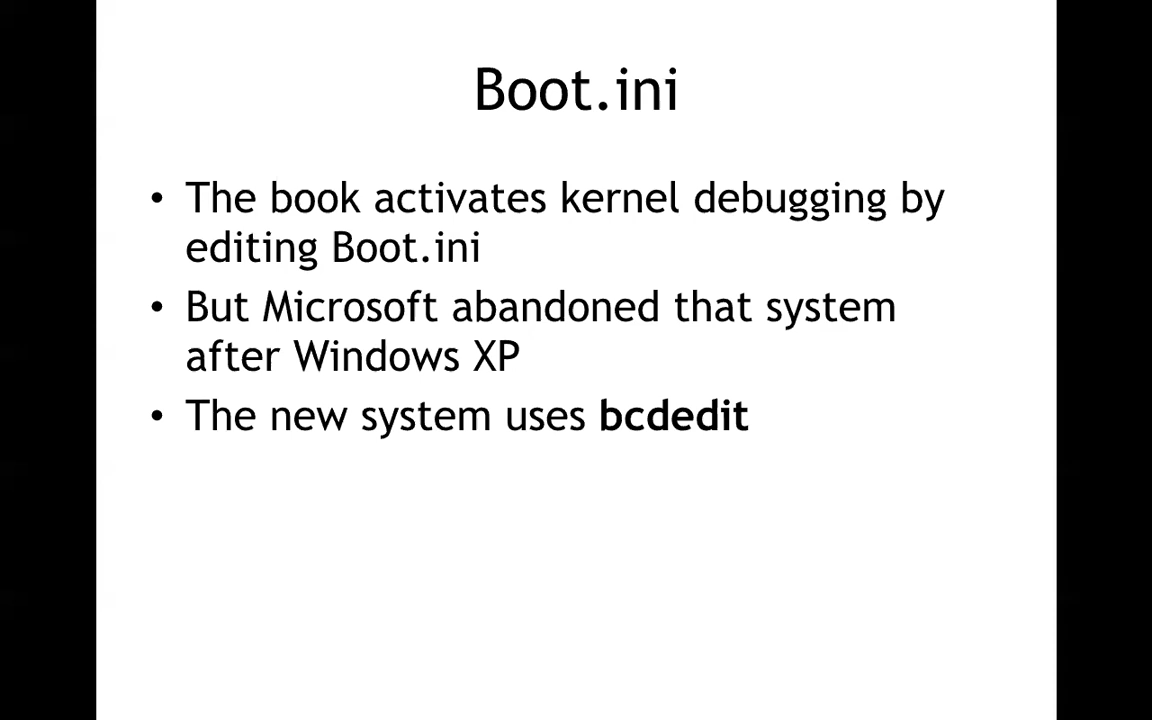 Boot.ini
• The book activates kernel debugging by
editing Boot.ini
• But Microsoft abandoned that system
after Windows XP
• The new system uses bcdedit